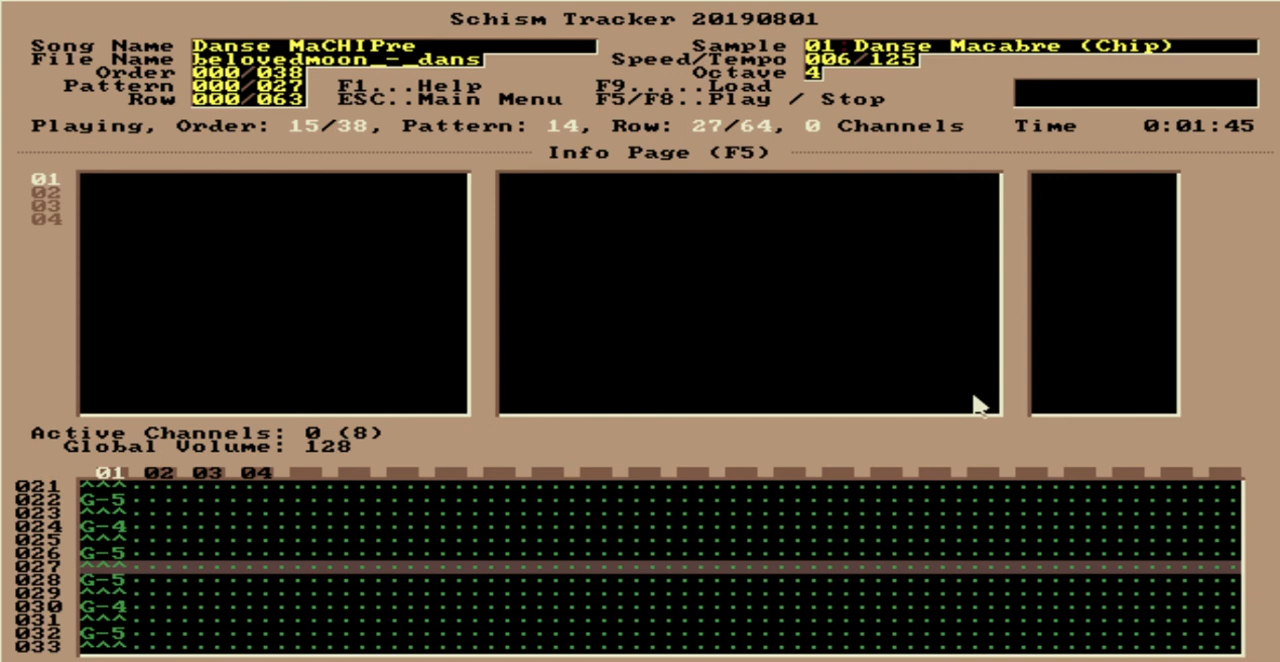 Schism Tracker 20190801
Song Name Danse MaCHIPre Sample 01 Danse Macabre (Chip)
File Name belovedmoon_-_dans Speed/Tempo 006/125
Order 000/038 Octave 4
Pattern 000/027 F1...Help F9.....Load
Row 000/063 ESC..Main Menu F5/F8..Play / Stop
Playing, Order: 15/38, Pattern: 14, Row: 27/64, 0 Channels Time 0:01:45
Info Page (F5)
01
02
03
04
Active Channels: 0 (8)
Global Volume: 128
01 02 03 04
021 ^^^
022 G-5
023 ^^^
024 G-4
025 ^^^
026 G-5
027 ^^^
028 G-5
029 ^^^
030 G-4
031 ^^^
032 G-5
033 ^^^